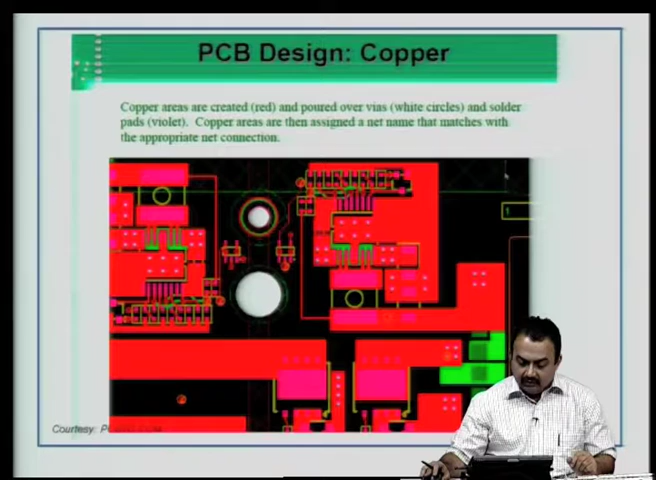 PCB Design: Copper
Copper areas are created (red) and poured over vias (white circles) and solder
pads (violet). Copper areas are then assigned a net name that matches with
the appropriate net connection.
Courtesy: